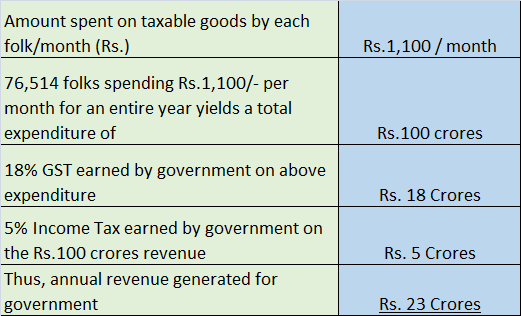 Amount spent on taxable goods by each
folk/month (Rs.)
Rs.1,100 / month
76,514 folks spending Rs.1,100/- per
month for an entire year yields a total
expenditure of
Rs.100 crores
18% GST earned by government on above
expenditure
Rs. 18 Crores
5% Income Tax earned by government on
the Rs.100 crores revenue
Rs. 5 Crores
Thus, annual revenue generated for
government
Rs. 23 Crores